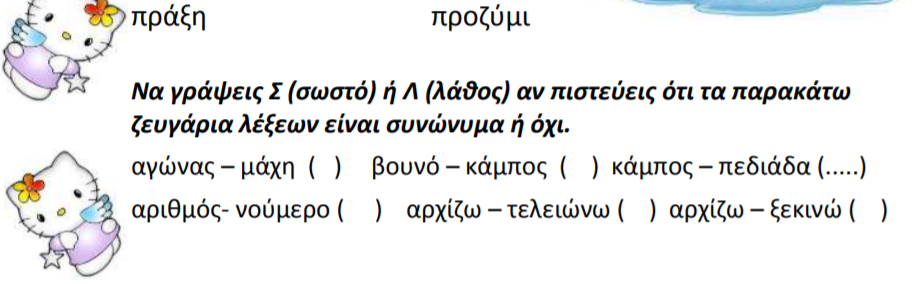 πράξη προζύμι
Να γράψεις Σ (σωστό) ή Λ (λάθος) αν πιστεύεις ότι τα παρακάτω
ζευγάρια λέξεων είναι συνώνυμα ή όχι.
αγώνας – μάχη ( ) βουνό – κάμπος ( ) κάμπος – πεδιάδα (.....)
αριθμός- νούμερο ( ) αρχίζω – τελειώνω ( ) αρχίζω – ξεκινώ ( )